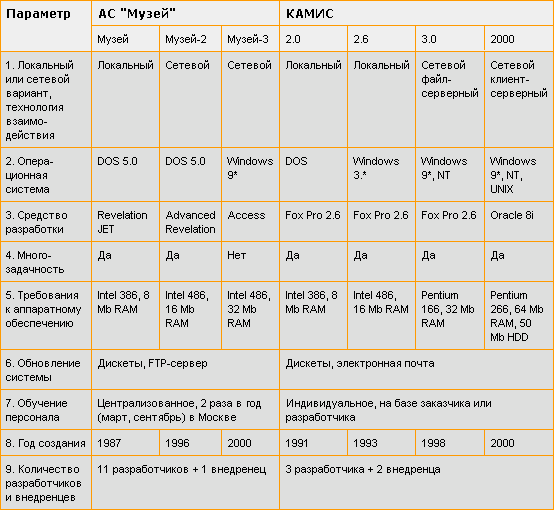 Параметр АС "Музей" КАМИС
Музей Музей-2 Музей-3 2.0 2.6 3.0 2000
1. Локальный или сетевой вариант, технология взаимо- действия Локальный Сетевой Сетевой Локальный Локальный Сетевой файл- серверный Сетевой клиент- серверный
2. Опера- ционная система DOS 5.0 DOS 5.0 Windows 9* DOS Windows 3.* Windows 9*, NT Windows 9*, NT, UNIX
3. Средство разработки Revelation JET Advanced Revelation Access Fox Pro 2.6 Fox Pro 2.6 Fox Pro 2.6 Oracle 8i
4. Много- задачность Да Да Нет Да Да Да Да
5. Требования к аппаратному обеспечению Intel 386, 8 Mb RAM Intel 486, 16 Mb RAM Intel 486, 32 Mb RAM Intel 386, 8 Mb RAM Intel 486, 16 Mb RAM Pentium 166, 32 Mb RAM Pentium 266, 64 Mb RAM, 50 Mb HDD
6. Обновление системы Дискеты, FTP-сервер Дискеты, электронная почта
7. Обучение персонала Централизованное, 2 раза в год (март, сентябрь) в Москве Индивидуальное, на базе заказчика или разработчика
8. Год создания 1987 1996 2000 1991 1993 1998 2000
9. Количество разработчиков и внедренцев 11 разработчиков + 1 внедренец 3 разработчика + 2 внедренца